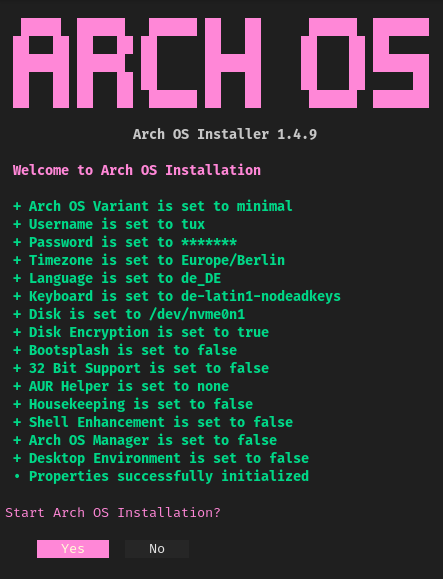 ARCH OS
Arch OS Installer 1.4.9
Welcome to Arch OS Installation
+ Arch OS Variant is set to minimal
+ Username is set to tux
+ Password is set to *******
+ Timezone is set to Europe/Berlin
+ Language is set to de_DE
+ Keyboard is set to de-latin1-nodeadkeys
+ Disk is set to /dev/nvme0n1
+ Disk Encryption is set to true
+ Bootsplash is set to false
+ 32 Bit Support is set to false
+ AUR Helper is set to none
+ Housekeeping is set to false
+ Shell Enhancement is set to false
+ Arch OS Manager is set to false
+ Desktop Environment is set to false
• Properties successfully initialized
Start Arch OS Installation?
Yes No